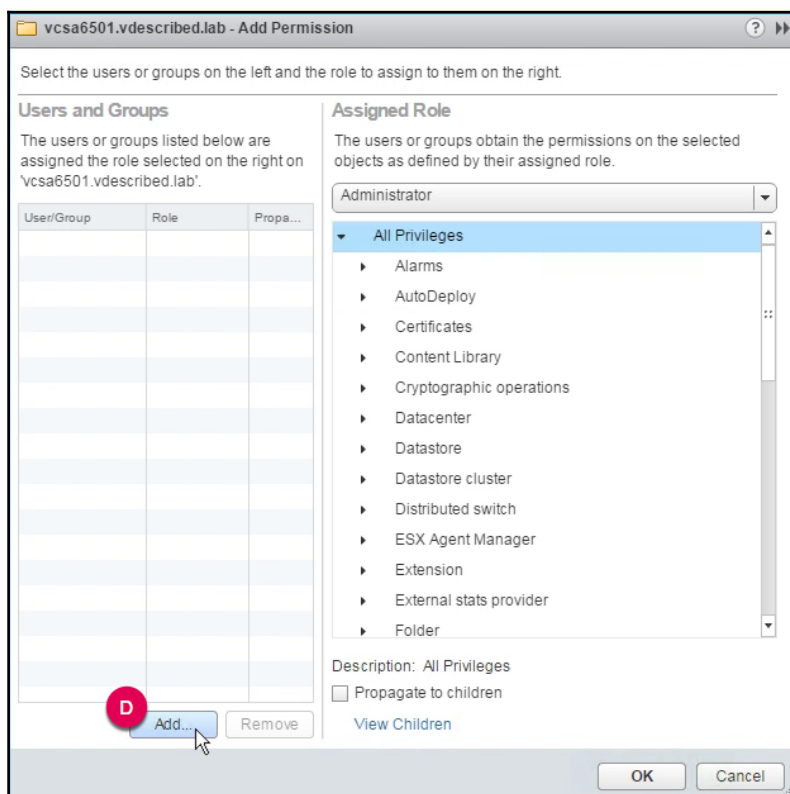 vcsa6501.vdescribed.lab - Add Permission
?
Select the users or groups on the left and the role to assign to them on the right.
Users and Groups
The users or groups listed below are
assigned the role selected on the right on
'vcsa6501.vdescribed.lab'.
User/Group Role Propa...
D
Add... Remove
Assigned Role
The users or groups obtain the permissions on the selected
objects as defined by their assigned role.
Administrator
All Privileges
Alarms
AutoDeploy
Certificates
Content Library
Cryptographic operations
Datacenter
Datastore
Datastore cluster
Distributed switch
ESX Agent Manager
Extension
External stats provider
Folder
Description: All Privileges
Propagate to children
View Children
OK Cancel